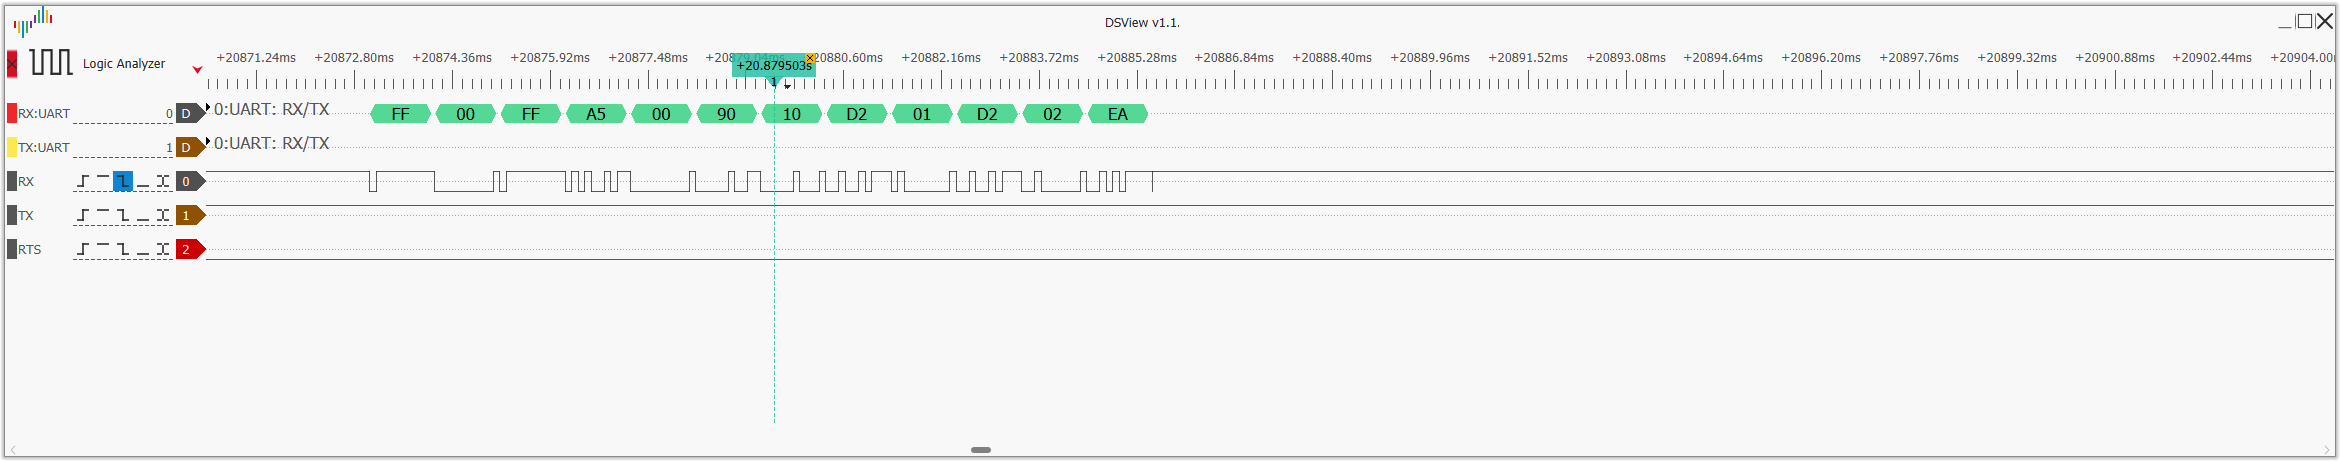 DSView v1.1.
Logic Analyzer
+20871.24ms +20872.80ms +20874.36ms +20875.92ms +20877.48ms +20879.04ms +20880.60ms +20882.16ms +20883.72ms +20885.28ms +20886.84ms +20888.40ms +20889.96ms +20891.52ms +20893.08ms +20894.64ms +20896.20ms +20897.76ms +20899.32ms +20900.88ms +20902.44ms +20904.00m
+20.879503s
1
RX:UART 0 D 0:UART: RX/TX FF 00 FF A5 00 90 10 D2 01 D2 02 EA
TX:UART 1 D 0:UART: RX/TX
RX 0
TX 1
RTS 2